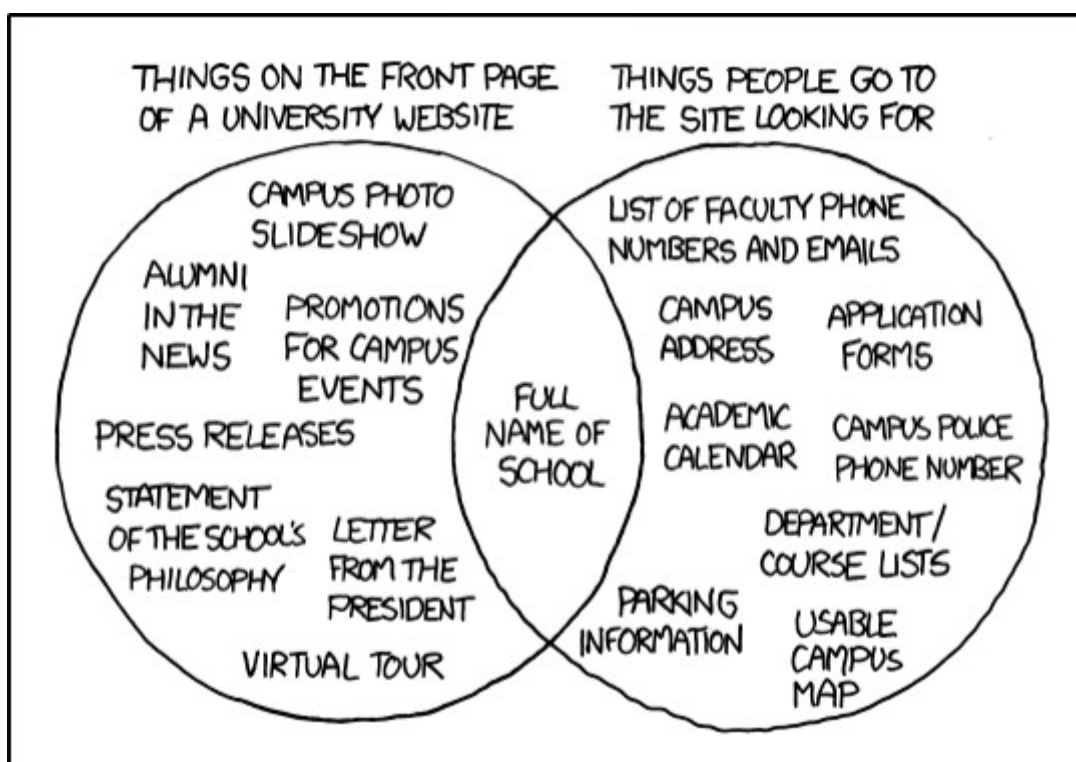 THINGS ON THE FRONT PAGE
OF A UNIVERSITY WEBSITE
THINGS PEOPLE GO TO
THE SITE LOOKING FOR
CAMPUS PHOTO
SLIDESHOW
ALUMNI
IN THE
NEWS
PROMOTIONS
FOR CAMPUS
EVENTS
PRESS RELEASES
STATEMENT
OF THE SCHOOL'S
PHILOSOPHY
LETTER
FROM THE
PRESIDENT
VIRTUAL TOUR
FULL
NAME OF
SCHOOL
LIST OF FACULTY PHONE
NUMBERS AND EMAILS
CAMPUS
ADDRESS
APPLICATION
FORMS
ACADEMIC
CALENDAR
CAMPUS POLICE
PHONE NUMBER
DEPARTMENT/
COURSE LISTS
PARKING
INFORMATION
USABLE
CAMPUS
MAP